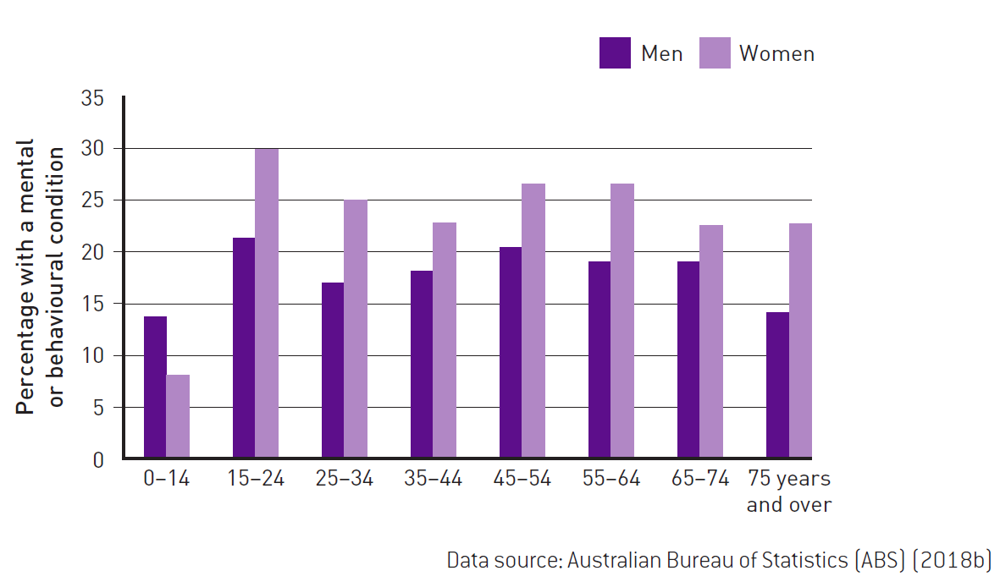 Men Women
35
30
25
20
15
10
5
0
Percentage with a mental
or behavioural condition
0–14 15–24 25–34 35–44 45–54 55–64 65–74 75 years
and over
Data source: Australian Bureau of Statistics (ABS) (2018b)